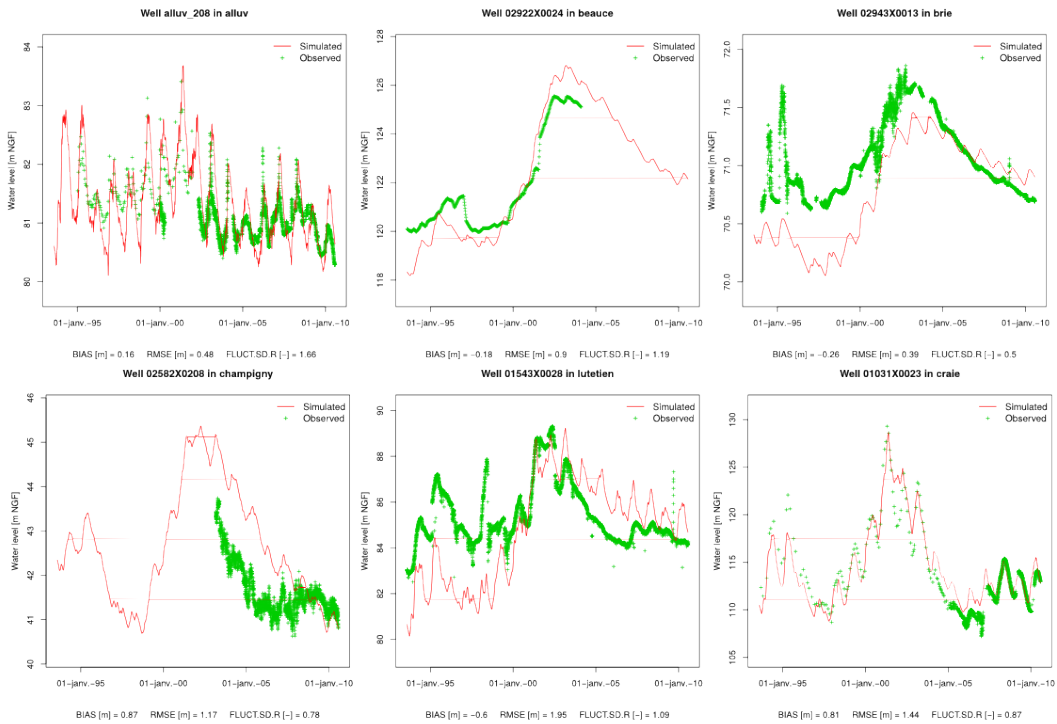 Well alluv_208 in alluv
Simulated
Observed
Water level [m NGF]
84
83
82
81
80
01-janv.-95 01-janv.-00 01-janv.-05 01-janv.-10
BIAS [m] = 0.16 RMSE [m] = 0.48 FLUCT.SD.R [-] = 1.66
Well 02922X0024 in beauce
Simulated
Observed
Water level [m NGF]
128
126
124
122
120
118
01-janv.-95 01-janv.-00 01-janv.-05 01-janv.-10
BIAS [m] = -0.18 RMSE [m] = 0.9 FLUCT.SD.R [-] = 1.19
Well 02943X0013 in brie
Simulated
Observed
Water level [m NGF]
72.0
71.5
71.0
70.5
70.0
01-janv.-95 01-janv.-00 01-janv.-05 01-janv.-10
BIAS [m] = -0.26 RMSE [m] = 0.39 FLUCT.SD.R [-] = 0.5
Well 02582X0208 in champigny
Simulated
Observed
Water level [m NGF]
46
45
44
43
42
41
40
01-janv.-95 01-janv.-00 01-janv.-05 01-janv.-10
BIAS [m] = 0.87 RMSE [m] = 1.17 FLUCT.SD.R [-] = 0.78
Well 01543X0028 in lutetien
Simulated
Observed
Water level [m NGF]
90
88
86
84
82
80
01-janv.-95 01-janv.-00 01-janv.-05 01-janv.-10
BIAS [m] = -0.6 RMSE [m] = 1.95 FLUCT.SD.R [-] = 1.09
Well 01031X0023 in craie
Simulated
Observed
Water level [m NGF]
130
125
120
115
110
105
01-janv.-95 01-janv.-00 01-janv.-05 01-janv.-10
BIAS [m] = 0.81 RMSE [m] = 1.44 FLUCT.SD.R [-] = 0.87